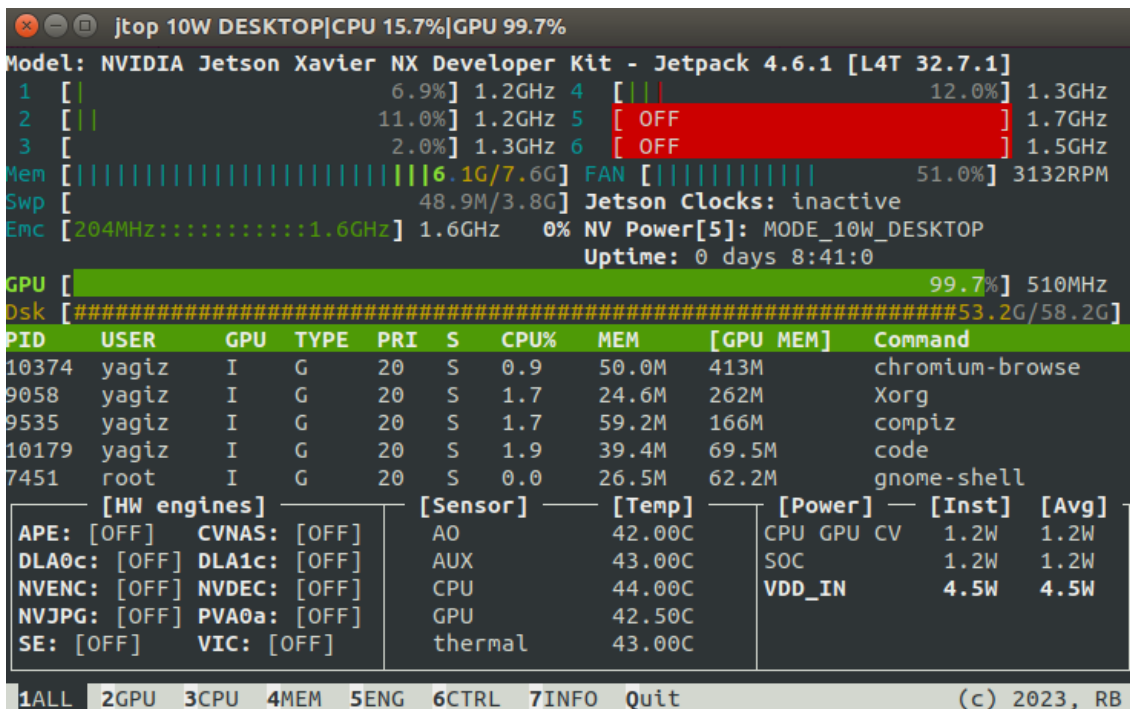 jtop 10W DESKTOP|CPU 15.7%|GPU 99.7%
Model: NVIDIA Jetson Xavier NX Developer Kit - Jetpack 4.6.1 [L4T 32.7.1]
1 [| 6.9%] 1.2GHz 4 [||| 12.0%] 1.3GHz
2 [|| 11.0%] 1.2GHz 5 [ OFF ] 1.7GHz
3 [ 2.0%] 1.3GHz 6 [ OFF ] 1.5GHz
Mem [||||||||||||||||||||||||||6.1G/7.6G] FAN [|||||||||||| 51.0%] 3132RPM
Swp [ 48.9M/3.8G] Jetson Clocks: inactive
Emc [204MHz:::::::::::1.6GHz] 1.6GHz 0% NV Power[5]: MODE_10W_DESKTOP
Uptime: 0 days 8:41:0
GPU [ 99.7%] 510MHz
Dsk [################################################################53.2G/58.2G]
PID USER GPU TYPE PRI S CPU% MEM [GPU MEM] Command
10374 yagiz I G 20 S 0.9 50.0M 413M chromium-browse
9058 yagiz I G 20 S 1.7 24.6M 262M Xorg
9535 yagiz I G 20 S 1.7 59.2M 166M compiz
10179 yagiz I G 20 S 1.9 39.4M 69.5M code
7451 root I G 20 S 0.0 26.5M 62.2M gnome-shell
[HW engines] [Sensor] [Temp] [Power] [Inst] [Avg]
APE: [OFF] CVNAS: [OFF] AO 42.00C CPU GPU CV 1.2W 1.2W
DLA0c: [OFF] DLA1c: [OFF] AUX 43.00C SOC 1.2W 1.2W
NVENC: [OFF] NVDEC: [OFF] CPU 44.00C VDD_IN 4.5W 4.5W
NVJPG: [OFF] PVA0a: [OFF] GPU 42.50C
SE: [OFF] VIC: [OFF] thermal 43.00C
1ALL 2GPU 3CPU 4MEM 5ENG 6CTRL 7INFO Quit (c) 2023, RB